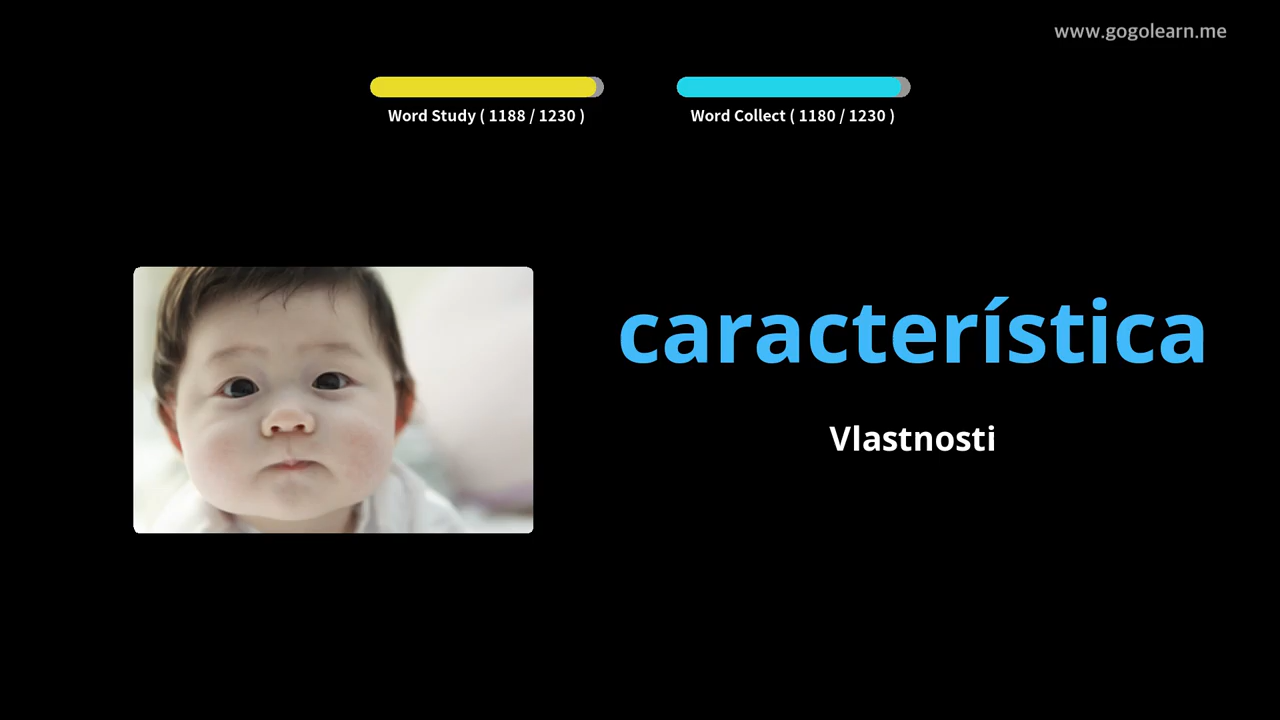 www.gogolearn.me
Word Study ( 1188 / 1230 )
Word Collect ( 1180 / 1230 )
característica
Vlastnosti